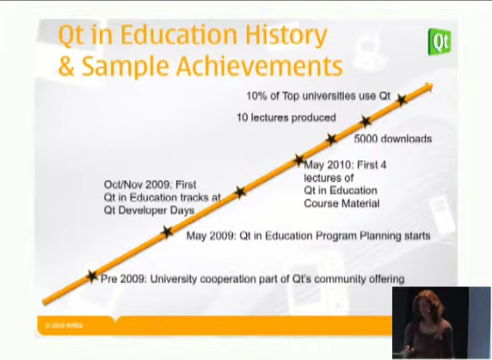 Qt in Education History
& Sample Achievements
Qt
10% of Top universities use Qt
10 lectures produced
5000 downloads
May 2010: First 4
lectures of
Qt in Education
Course Material
Oct/Nov 2009: First
Qt in Education tracks at
Qt Developer Days
May 2009: Qt in Education Program Planning starts
Pre 2009: University cooperation part of Qt's community offering
© 2010 Nokia